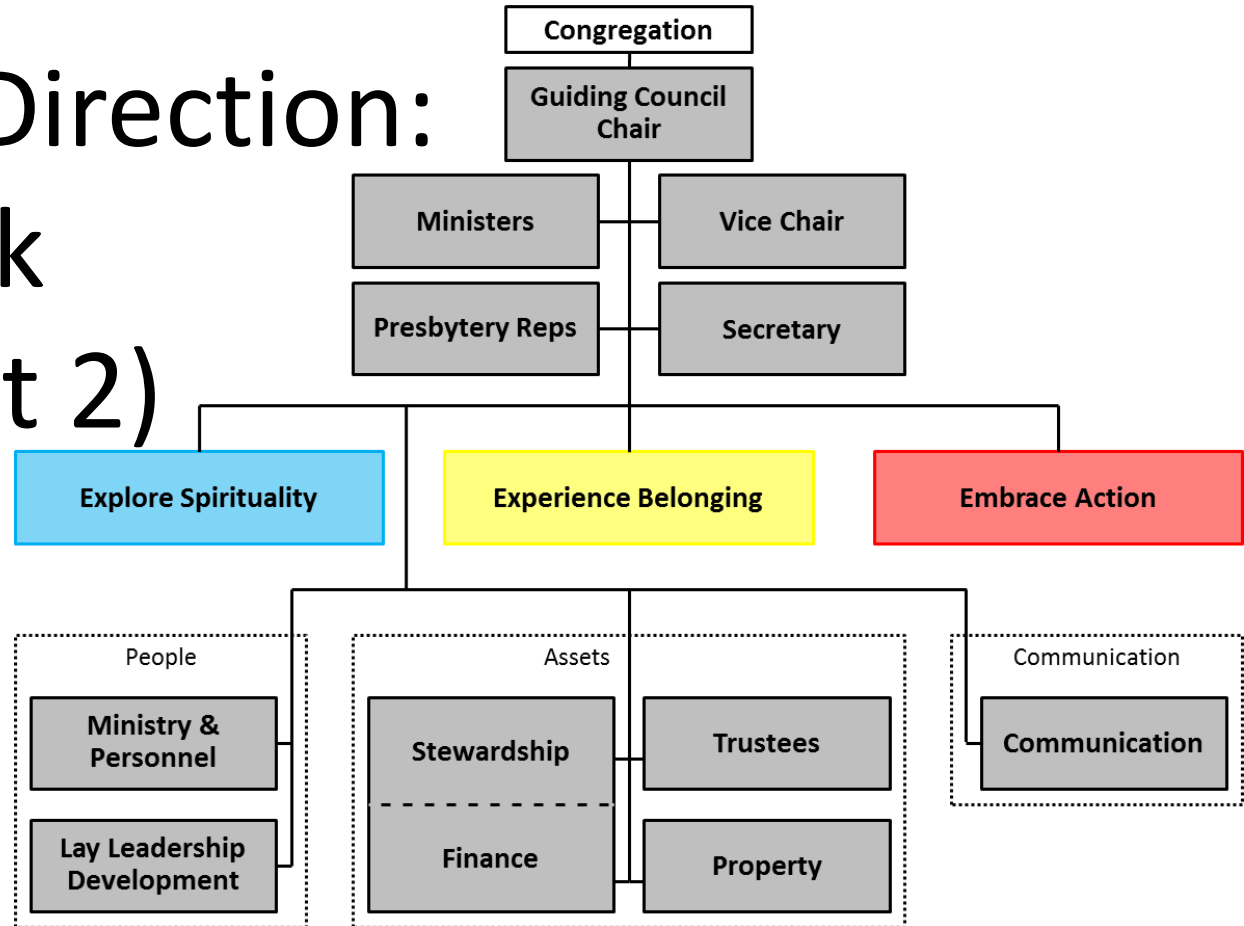 Direction:
k
t 2)
Congregation
Guiding Council
Chair
Ministers
Vice Chair
Presbytery Reps
Secretary
Explore Spirituality
Experience Belonging
Embrace Action
People
Assets
Communication
Ministry &
Personnel
Stewardship
Trustees
Communication
Lay Leadership
Development
Finance
Property